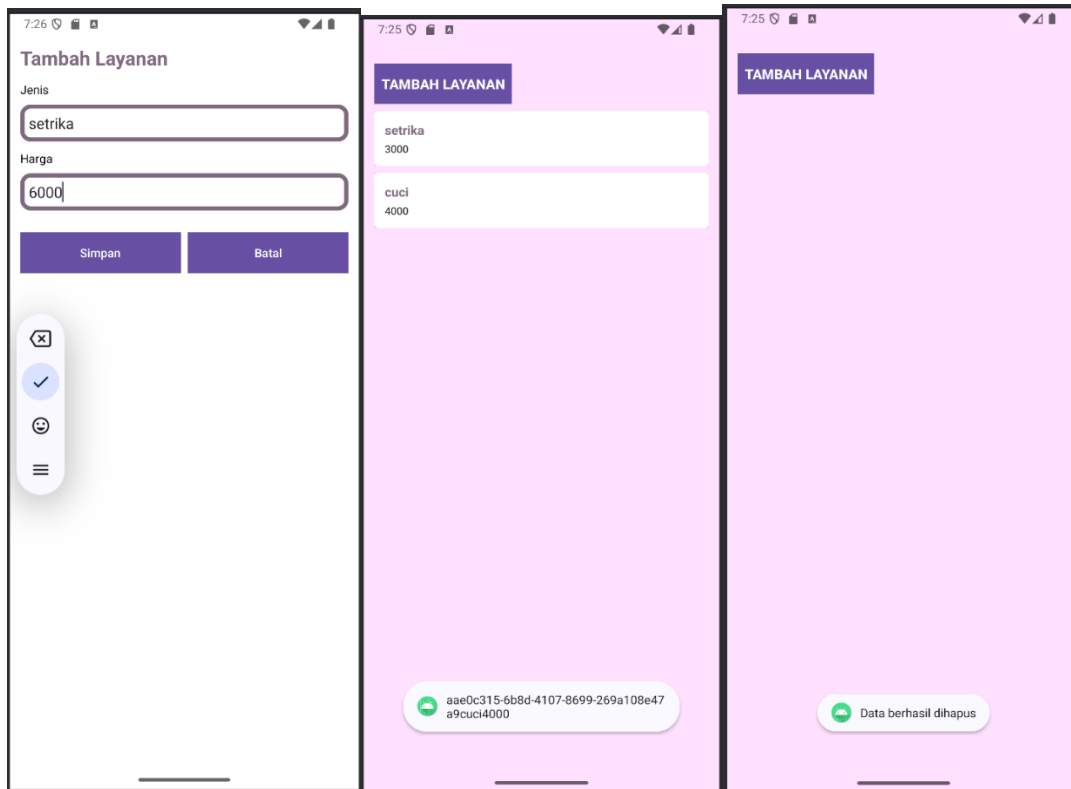 7:26
Tambah Layanan
Jenis
setrika
Harga
6000
Simpan
Batal
7:25
TAMBAH LAYANAN
setrika
3000
cuci
4000
aae0c315-6b8d-4107-8699-269a108e47
a9cuci4000
7:25
TAMBAH LAYANAN
Data berhasil dihapus